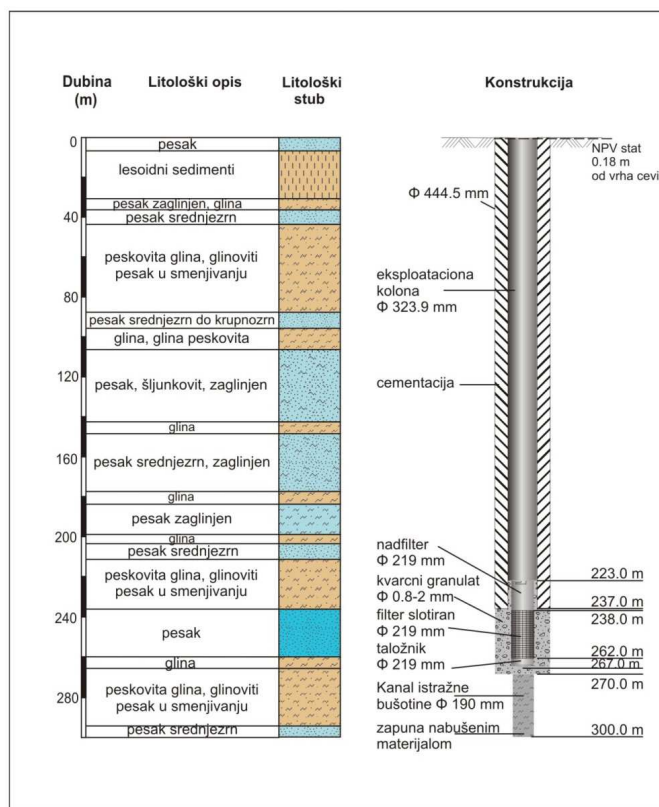 Dubina
(m)
Litološki opis
Litološki
stub
Konstrukcija
0
40
80
120
160
200
240
280
pesak
lesoidni sedimenti
pesak zaglinjen, glina
pesak srednjezrn
peskovita glina, glinoviti
pesak u smenjivanju
pesak srednjezrn do krupnozrn
glina, glina peskovita
pesak, šljunkovit, zaglinjen
glina
pesak srednjezrn, zaglinjen
glina
pesak zaglinjen
glina
pesak srednjezrn
peskovita glina, glinoviti
pesak u smenjivanju
pesak
glina
peskovita glina, glinoviti
pesak u smenjivanju
pesak srednjezrn
NPV stat
0.18 m
od vrha cevi
Φ 444.5 mm
eksploataciona
kolona
Φ 323.9 mm
cementacija
nadfilter
Φ 219 mm
kvarcni granulat
Φ 0.8-2 mm
filter slotiran
Φ 219 mm
taložnik
Φ 219 mm
Kanal istražne
bušotine Φ 190 mm
zapuna nabušenim
materijalom
223.0 m
237.0 m
238.0 m
262.0 m
267.0 m
270.0 m
300.0 m